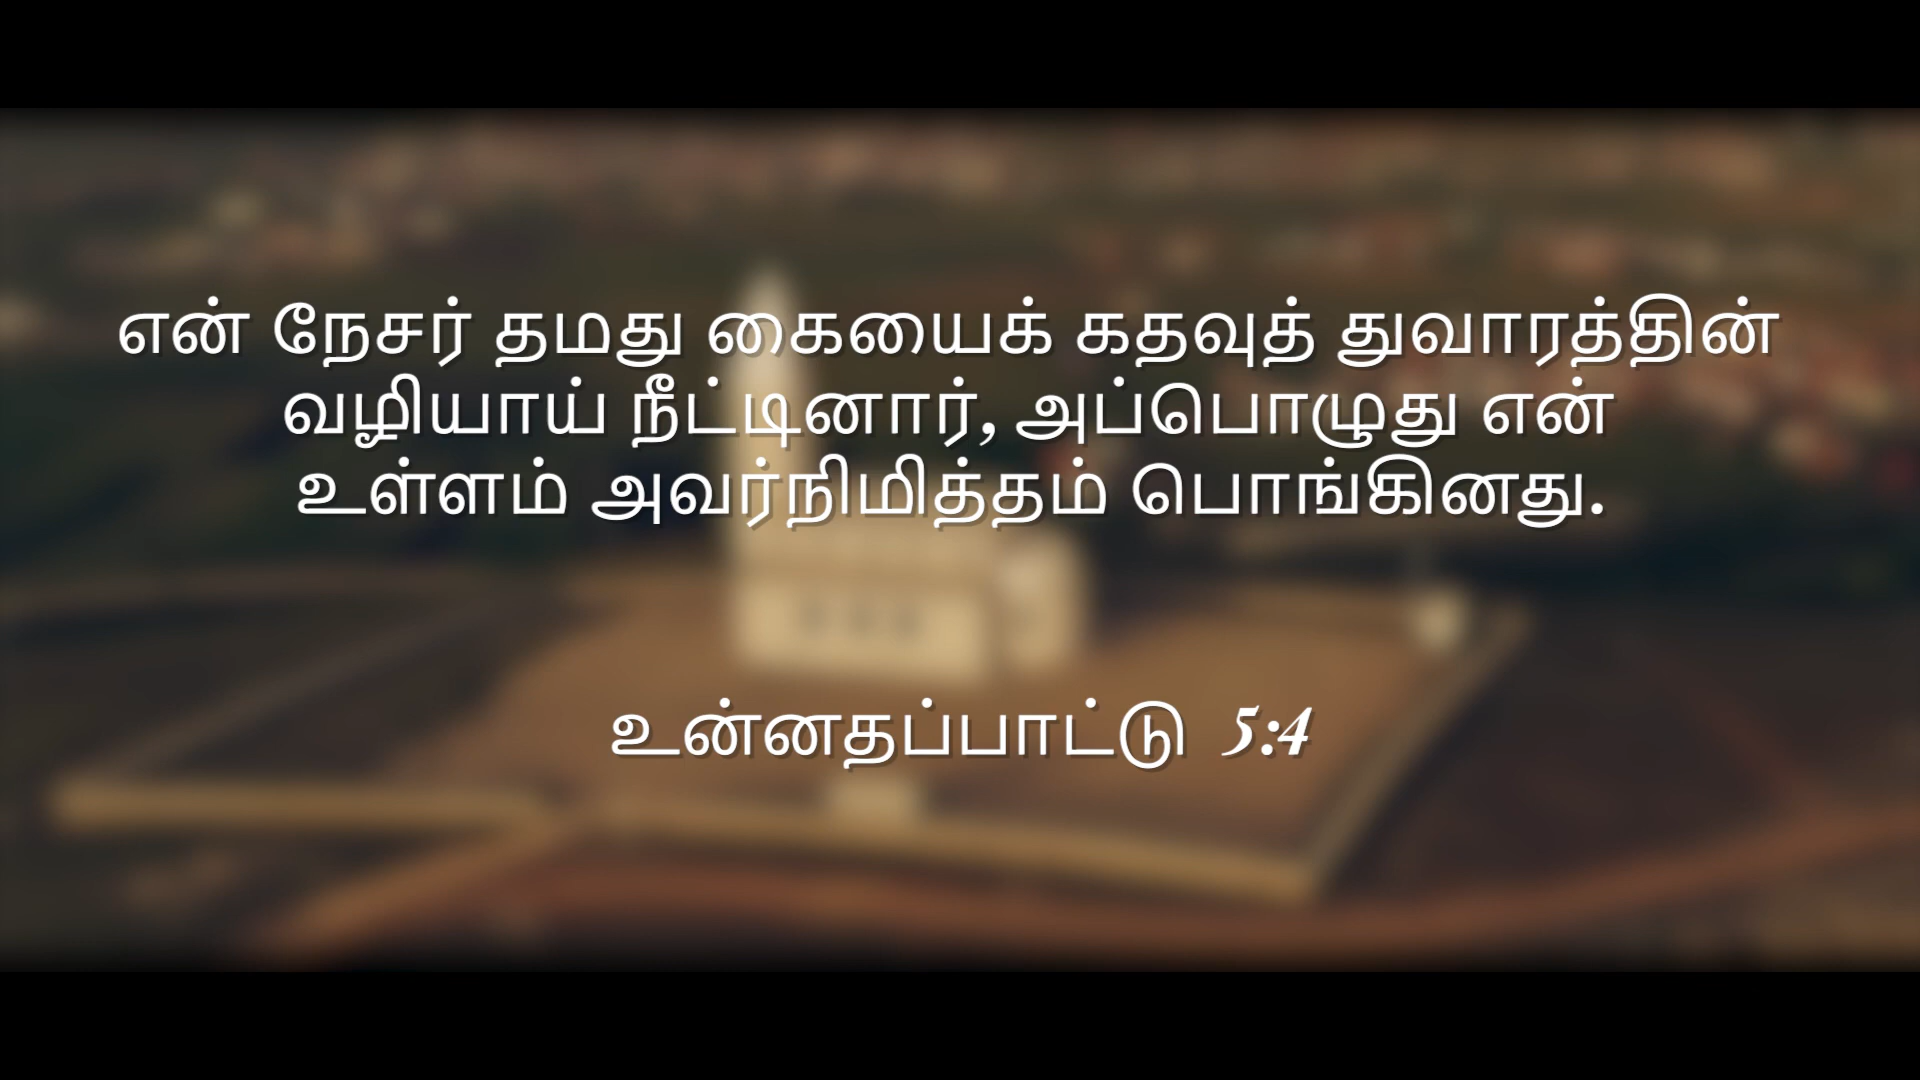 என் நேசர் தமது கையைக் கதவுத் துவாரத்தின்
வழியாய் நீட்டினார், அப்பொழுது என்
உள்ளம் அவர்நிமித்தம் பொங்கினது.
உன்னதப்பாட்டு 5:4